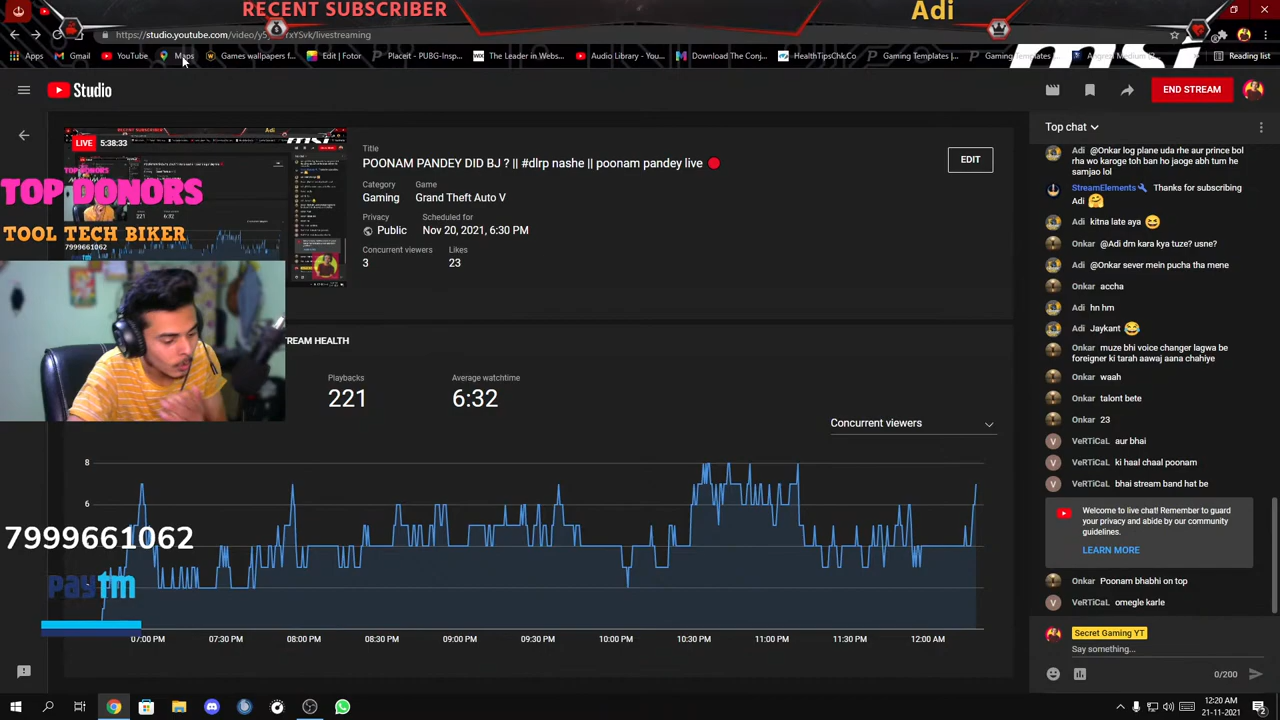 RECENT SUBSCRIBER
Adi
Apps
Gmail
YouTube
Maps
Games wallpapers f...
Edit | Fotor
Placeit - PUBG .irsp...
The Leader in Webs...
Audio Library - You...
Download The Conj...
HealthTipsChk.Co
Gaming Templates |...
Gaming Templates |...
Reading list
msi
Studio
END STREAM
LIVE 5:38:33
TOP DONORS
TOOL TECH BIKER
Title
POONAM PANDEY DID BJ ? || #dlrp nashe || poonam pandey live 🔴
EDIT
Category
Game
Gaming
Grand Theft Auto V
Privacy
Scheduled for
Public
Nov 20, 2021, 6:30 PM
Concurrent viewers
Likes
3
23
7999661062
STREAM HEALTH
Playbacks
Average watchtime
221
6:32
Concurrent viewers
8
6
7999661062
paytm
07:00 PM
07:30 PM
08:00 PM
08:30 PM
09:00 PM
09:30 PM
10:00 PM
10:30 PM
11:00 PM
11:30 PM
12:00 AM
Top chat
Adi @Onkar log plane uda rhe aur prince bol
rha wo karoge toh ban ho jaoge abh tum he
samjao lol
StreamElements Thanks for subscribing
Adi 🤗
Adi kitna late aya 😆
Onkar @Adi dm kara kya tuze? usne?
Adi @Onkar sever mein pucha tha mene
Onkar accha
Adi hn hm
Adi Jaykant 😂
Onkar muze bhi voice changer lagwa be
foreigner ki tarah aawaj aana chahiye
Onkar waah
Onkar talont bete
Onkar 23
VeRTiCaL aur bhai
VeRTiCaL ki haal chaal poonam
VeRTiCaL bhai stream band hat be
Welcome to live chat! Remember to guard
your privacy and abide by our community
guidelines.
LEARN MORE
Onkar Poonam bhabhi on top
VeRTiCaL omegle karle
Secret Gaming YT
Say something...
0/200
12:20 AM
21-11-2021